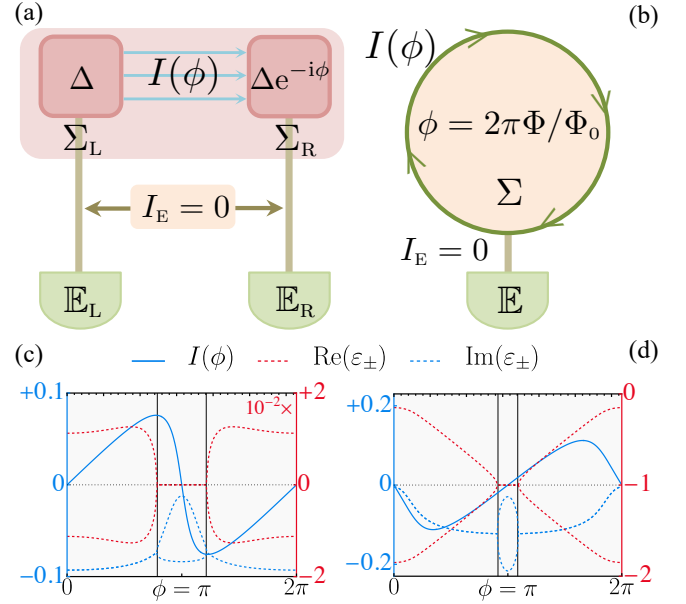 (a)
Δ
I(ϕ)
Δe^{-iϕ}
Σ_L
Σ_R
I_E = 0
𝔼_L
𝔼_R
(b)
I(ϕ)
ϕ = 2πΦ/Φ_0
Σ
I_E = 0
𝔼
(c)
I(ϕ)
Re(ε_±)
Im(ε_±)
(d)
+0.1
0
-0.1
+2
10^{-2}×
0
-2
0
ϕ = π
2π
+0.2
0
-0.2
0
-1
-2
0
ϕ = π
2π